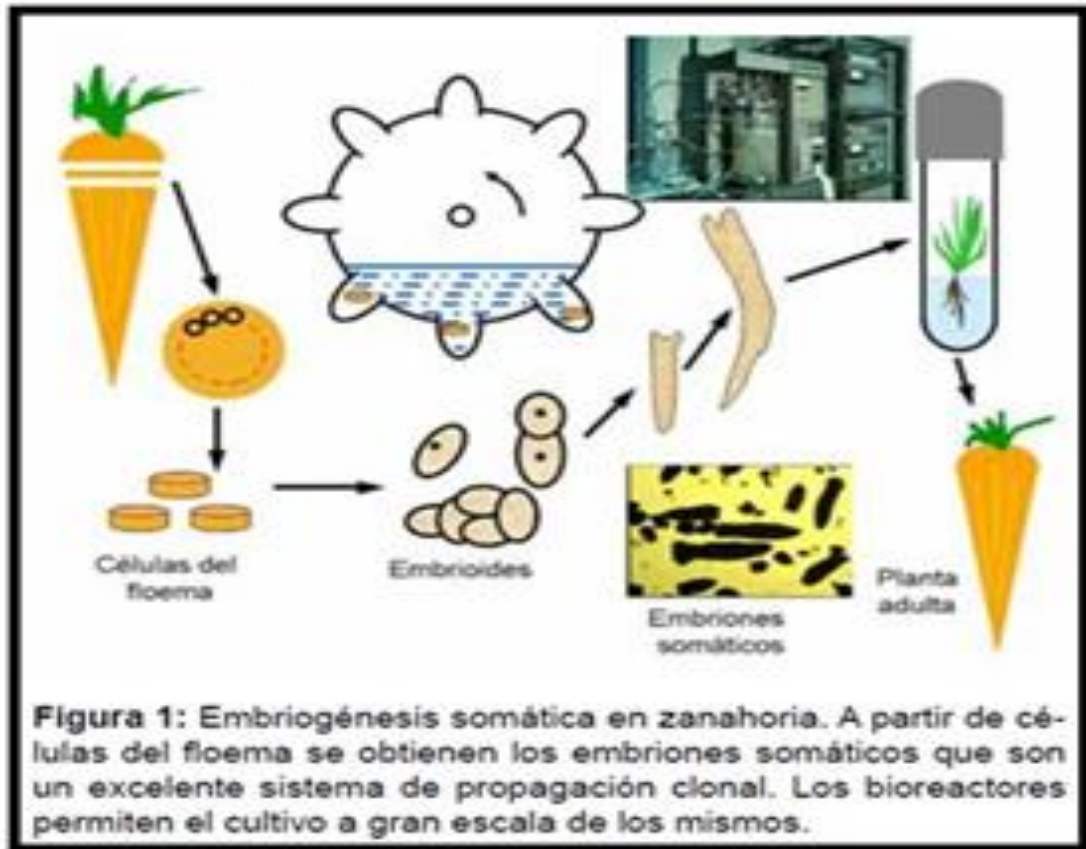 Células del
floema
Embrioides
Embriones
somáticos
Planta
adulta
Figura 1: Embriogénesis somática en zanahoria. A partir de cé-
lulas del floema se obtienen los embriones somáticos que son
un excelente sistema de propagación clonal. Los bioreactores
permiten el cultivo a gran escala de los mismos.